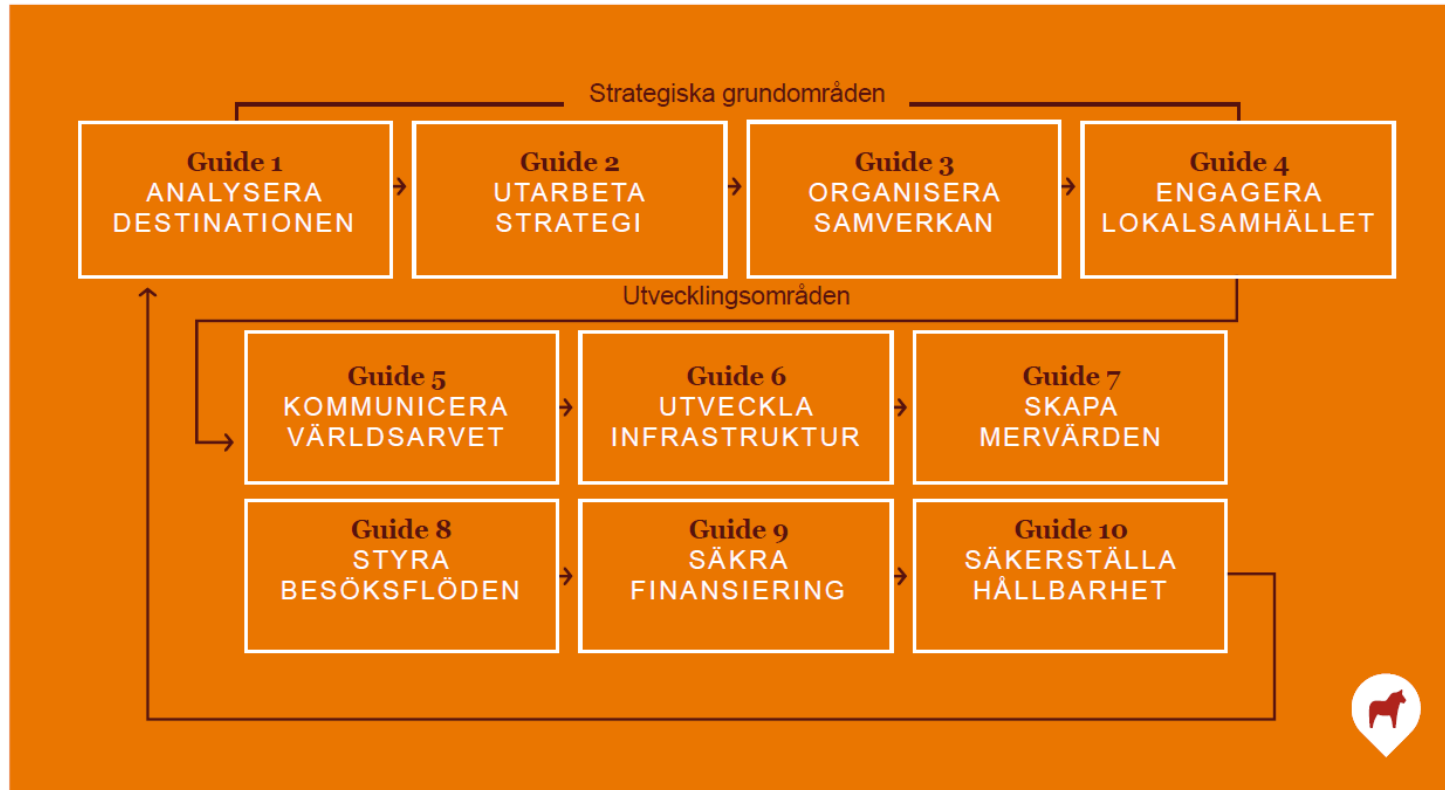 Strategiska grundområden
Guide 1
ANALYSERA
DESTINATIONEN
Guide 2
UTARBETA
STRATEGI
Guide 3
ORGANISERA
SAMVERKAN
Guide 4
ENGAGERA
LOKALSAMHÄLLET
Utvecklingsområden
Guide 5
KOMMUNICERA
VÄRLDSARVET
Guide 6
UTVECKLA
INFRASTRUKTUR
Guide 7
SKAPA
MERVÄRDEN
Guide 8
STYRA
BESÖKSFLÖDEN
Guide 9
SÄKRA
FINANSIERING
Guide 10
SÄKERSTÄLLA
HÅLLBARHET